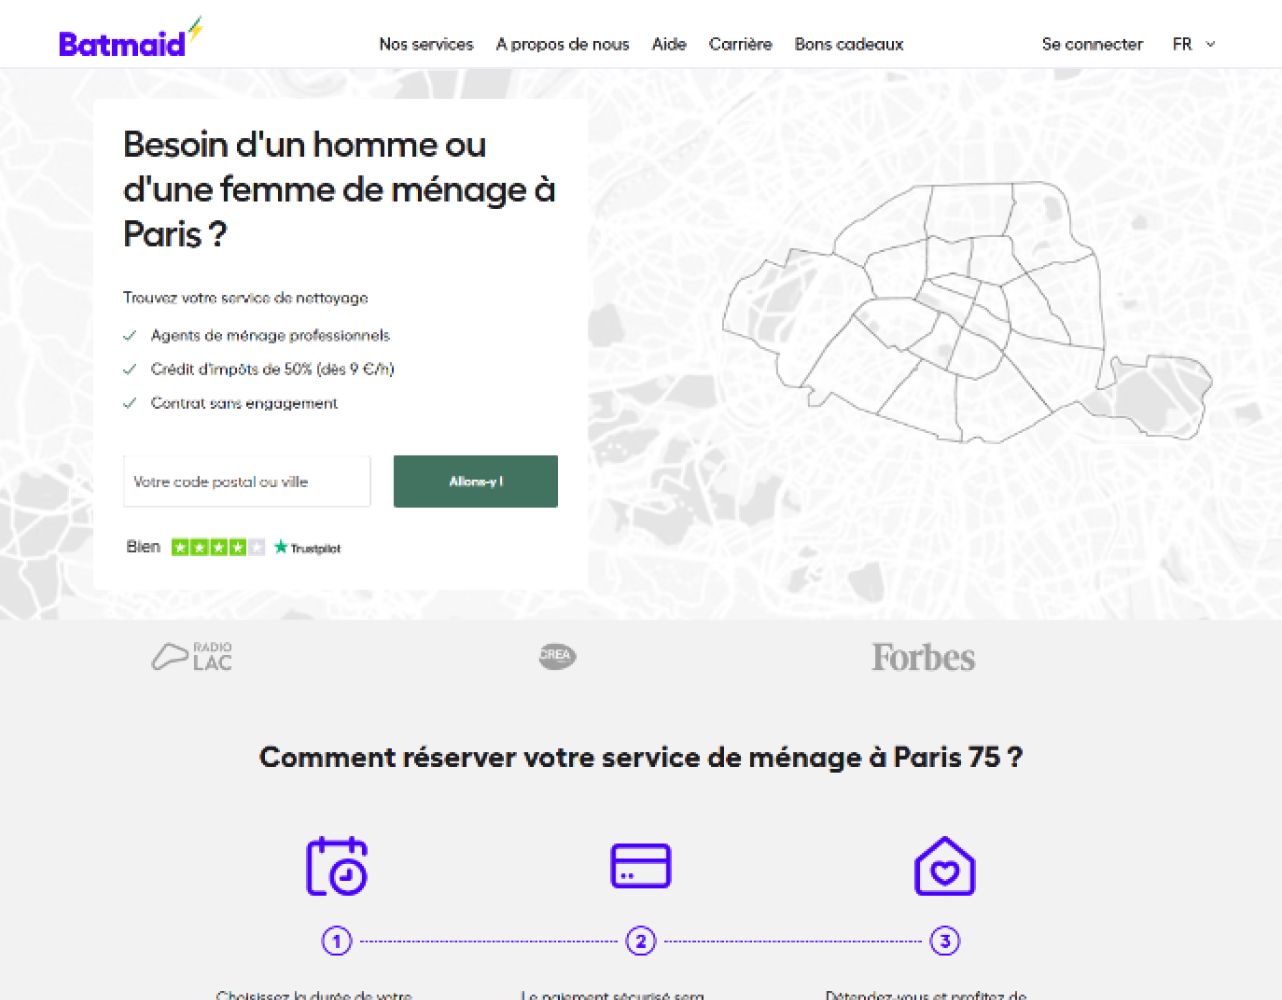 Batmaid
Nos services
A propos de nous
Aide
Carrière
Bons cadeaux
Se connecter
FR
Besoin d'un homme ou
d'une femme de ménage à
Paris ?
Trouvez votre service de nettoyage
Agents de ménage professionnels
Crédit d'impôts de 50% (dès 9 €/h)
Contrat sans engagement
Votre code postal ou ville
Allons-y !
Bien
Trustpilot
RADIO
LAC
CREA
Forbes
Comment réserver votre service de ménage à Paris 75 ?
1
2
3
Choisissez la durée de votre
Le paiement sécurisé sera
Détendez-vous et profitez de